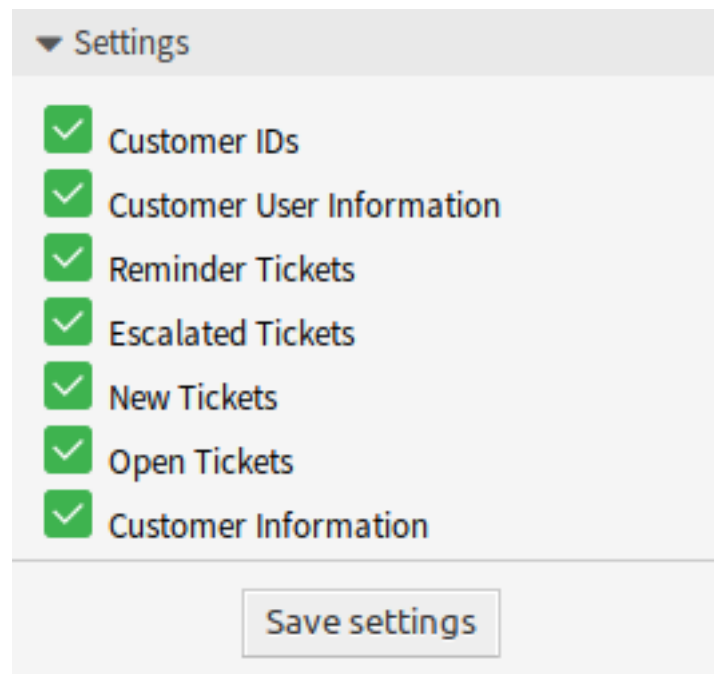 Settings
Customer IDs
Customer User Information
Reminder Tickets
Escalated Tickets
New Tickets
Open Tickets
Customer Information
Save settings